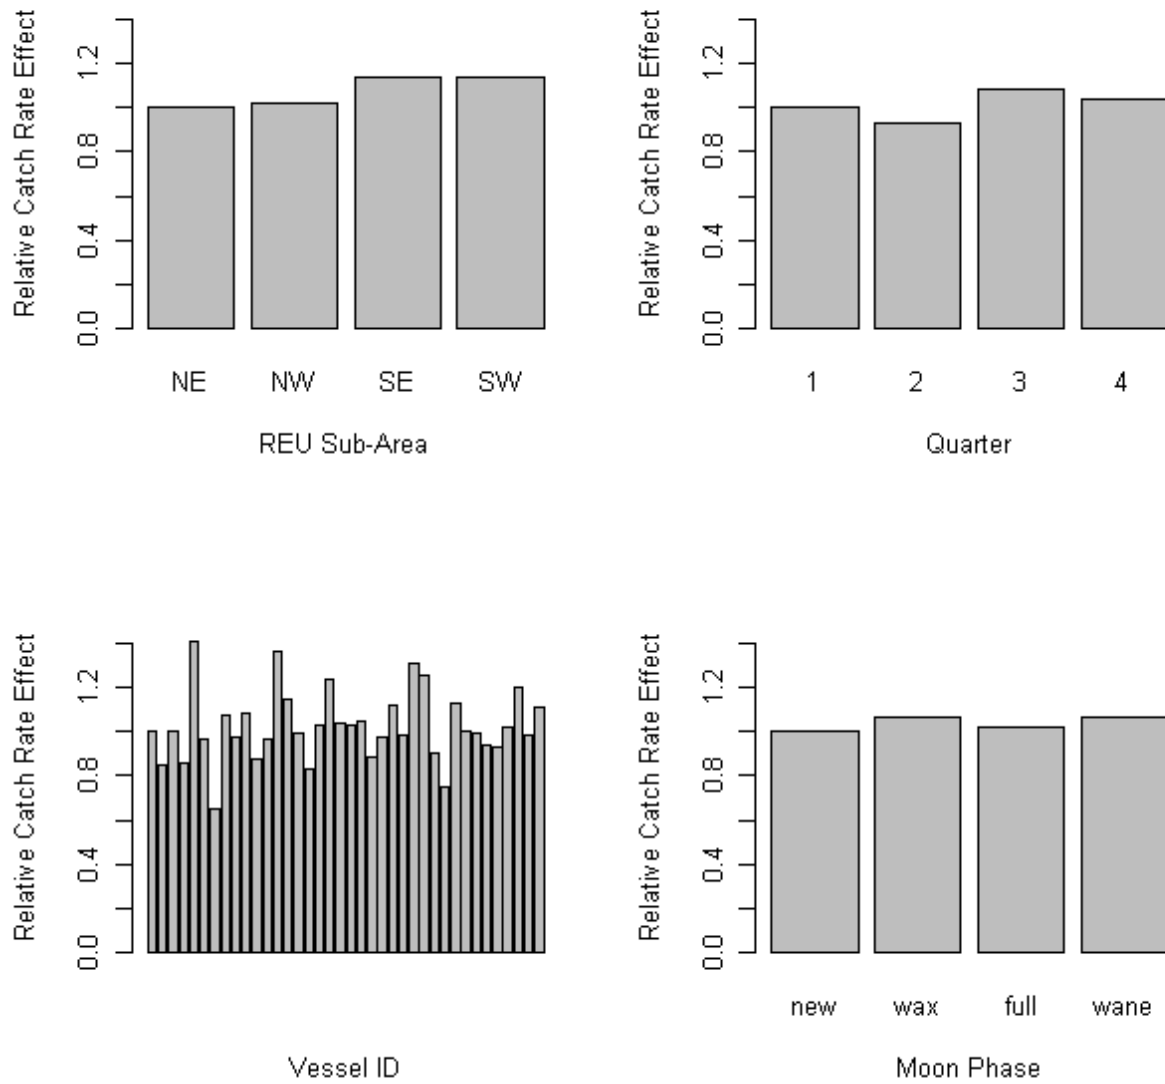 Relative Catch Rate Effect
0.0 0.4 0.8 1.2
NE NW SE SW
REU Sub-Area
Relative Catch Rate Effect
0.0 0.4 0.8 1.2
1 2 3 4
Quarter
Relative Catch Rate Effect
0.0 0.4 0.8 1.2
Vessel ID
Relative Catch Rate Effect
0.0 0.4 0.8 1.2
new wax full wane
Moon Phase